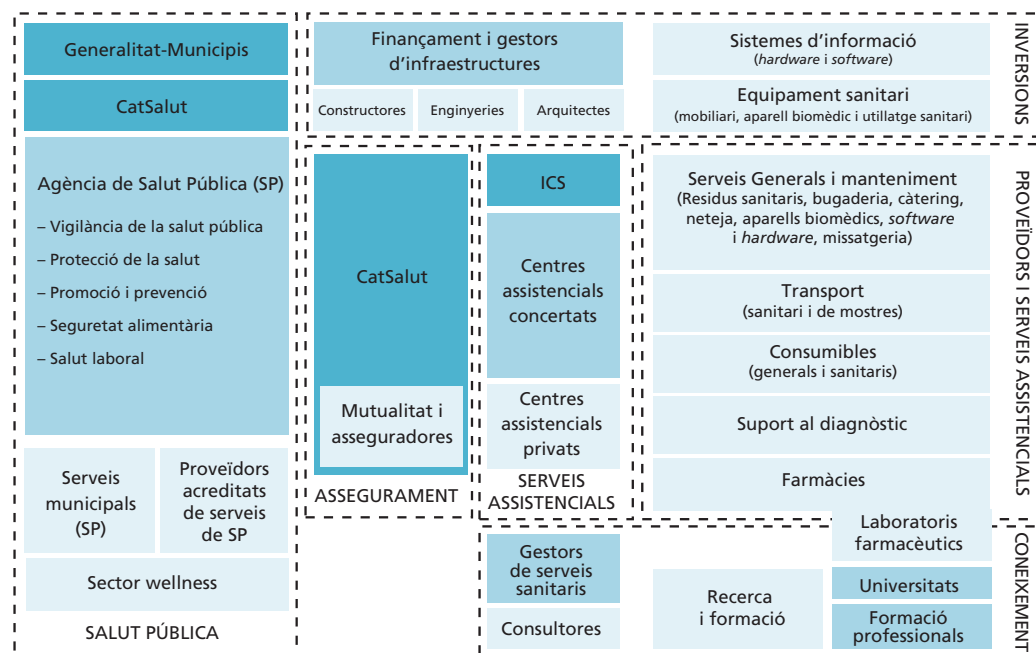 Generalitat-Municipis
CatSalut
Agència de Salut Pública (SP)
– Vigilància de la salut pública
– Protecció de la salut
– Promoció i prevenció
– Seguretat alimentària
– Salut laboral
Serveis
municipals
(SP)
Proveïdors
acreditats
de serveis
de SP
Sector wellness
SALUT PÚBLICA
Finançament i gestors
d'infraestructures
Constructores
Enginyeries
Arquitectes
Sistemes d'informació
(hardware i software)
Equipament sanitari
(mobiliari, aparell biomèdic i utillatge sanitari)
INVERSIONS
CatSalut
Mutualitat i
asseguradores
ASSEGURAMENT
ICS
Centres
assistencials
concertats
Centres
assistencials
privats
SERVEIS
ASSISTENCIALS
Serveis Generals i manteniment
(Residus sanitaris, bugaderia, càtering,
neteja, aparells biomèdics, software
i hardware, missatgeria)
Transport
(sanitari i de mostres)
Consumibles
(generals i sanitaris)
Suport al diagnòstic
Farmàcies
PROVEÏDORS I SERVEIS ASSISTENCIALS
Gestors
de serveis
sanitaris
Consultores
Recerca
i formació
Laboratoris
farmacèutics
Universitats
Formació
professionals
CONEIXEMENT